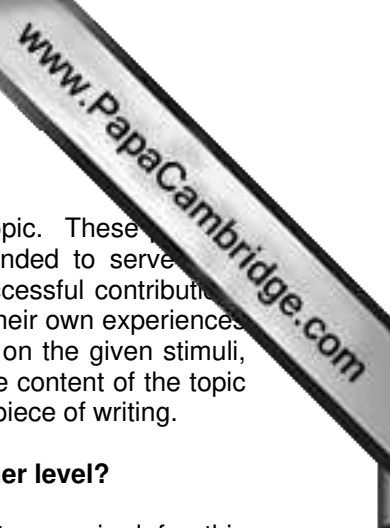 www.PapaCambridge.com
pic. These
nded to serve
ccessful
heir own experiences
on the given stimuli,
e content of the topic
piece of writing.
er level?